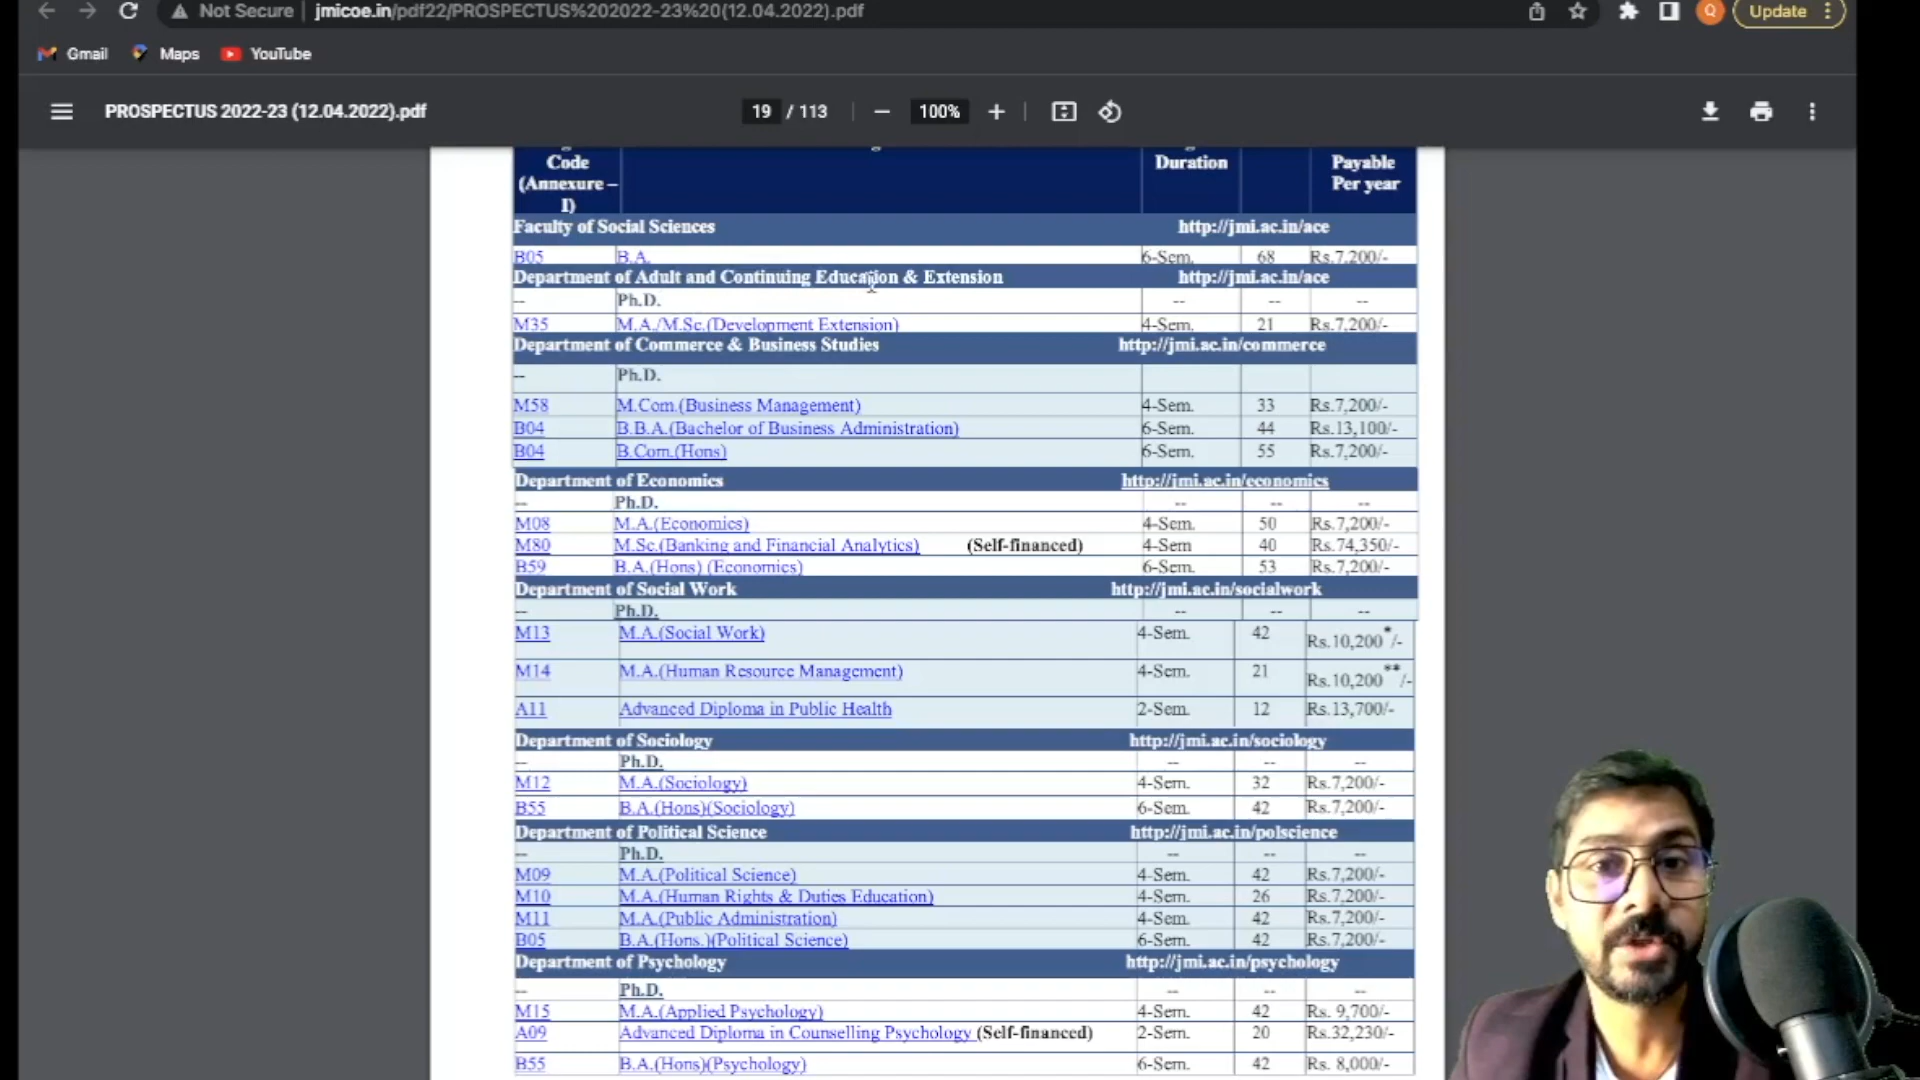 Not Secure | jmicoe.in/pdf22/PROSPECTUS%202022-23%20(12.04.2022).pdf
Q
Update
Gmail Maps YouTube
PROSPECTUS 2022-23 (12.04.2022).pdf 19 / 113 100%
Code (Annexure – I) Duration Payable Per year
Faculty of Social Sciences http://jmi.ac.in/ace
B05 B.A. 6-Sem. 68 Rs.7,200/-
Department of Adult and Continuing Education & Extension http://jmi.ac.in/ace
-- Ph.D. -- -- --
M35 M.A./M.Sc.(Development Extension) 4-Sem. 21 Rs.7,200/-
Department of Commerce & Business Studies http://jmi.ac.in/commerce
-- Ph.D.
M58 M.Com.(Business Management) 4-Sem. 33 Rs.7,200/-
B04 B.B.A.(Bachelor of Business Administration) 6-Sem. 44 Rs.13,100/-
B04 B.Com.(Hons) 6-Sem. 55 Rs.7,200/-
Department of Economics http://jmi.ac.in/economics
-- Ph.D. -- -- --
M08 M.A.(Economics) 4-Sem. 50 Rs.7,200/-
M80 M.Sc.(Banking and Financial Analytics) (Self-financed) 4-Sem 40 Rs.74,350/-
B59 B.A.(Hons) (Economics) 6-Sem. 53 Rs.7,200/-
Department of Social Work http://jmi.ac.in/socialwork
-- Ph.D. -- -- --
M13 M.A.(Social Work) 4-Sem. 42 Rs.10,200*/-
M14 M.A.(Human Resource Management) 4-Sem. 21 Rs.10,200**/-
A11 Advanced Diploma in Public Health 2-Sem. 12 Rs.13,700/-
Department of Sociology http://jmi.ac.in/sociology
-- Ph.D. -- -- --
M12 M.A.(Sociology) 4-Sem. 32 Rs.7,200/-
B55 B.A.(Hons)(Sociology) 6-Sem. 42 Rs.7,200/-
Department of Political Science http://jmi.ac.in/polscience
-- Ph.D. -- -- --
M09 M.A.(Political Science) 4-Sem. 42 Rs.7,200/-
M10 M.A.(Human Rights & Duties Education) 4-Sem. 26 Rs.7,200/-
M11 M.A.(Public Administration) 4-Sem. 42 Rs.7,200/-
B05 B.A.(Hons.)(Political Science) 6-Sem. 42 Rs.7,200/-
Department of Psychology http://jmi.ac.in/psychology
-- Ph.D. -- -- --
M15 M.A.(Applied Psychology) 4-Sem. 42 Rs. 9,700/-
A09 Advanced Diploma in Counselling Psychology (Self-financed) 2-Sem. 20 Rs.32,230/-
B55 B.A.(Hons)(Psychology) 6-Sem. 42 Rs. 8,000/-